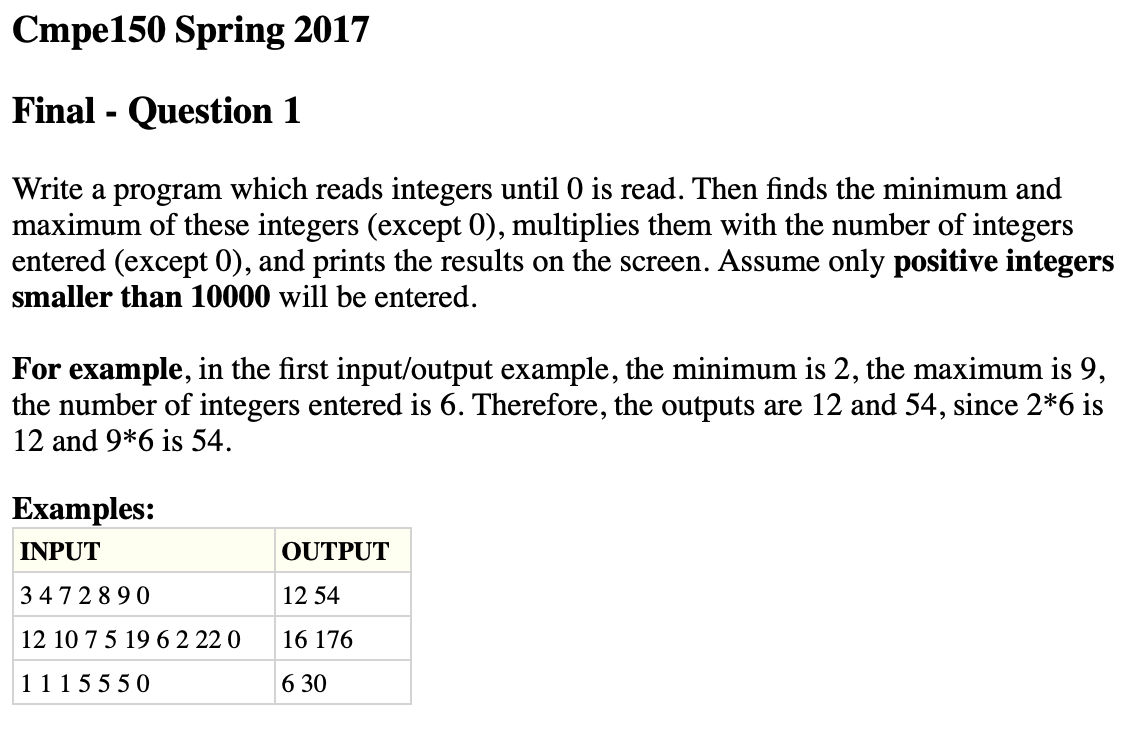 Cmpe150 Spring 2017
Final - Question 1
Write a program which reads integers until 0 is read. Then finds the minimum and
maximum of these integers (except 0), multiplies them with the number of integers
entered (except 0), and prints the results on the screen. Assume only positive integers
smaller than 10000 will be entered.
For example, in the first input/output example, the minimum is 2, the maximum is 9,
the number of integers entered is 6. Therefore, the outputs are 12 and 54, since 2*6 is
12 and 9*6 is 54.
Examples:
INPUT OUTPUT
3 4 7 2 8 9 0 12 54
12 10 7 5 19 6 2 22 0 16 176
1 1 1 5 5 5 0 6 30